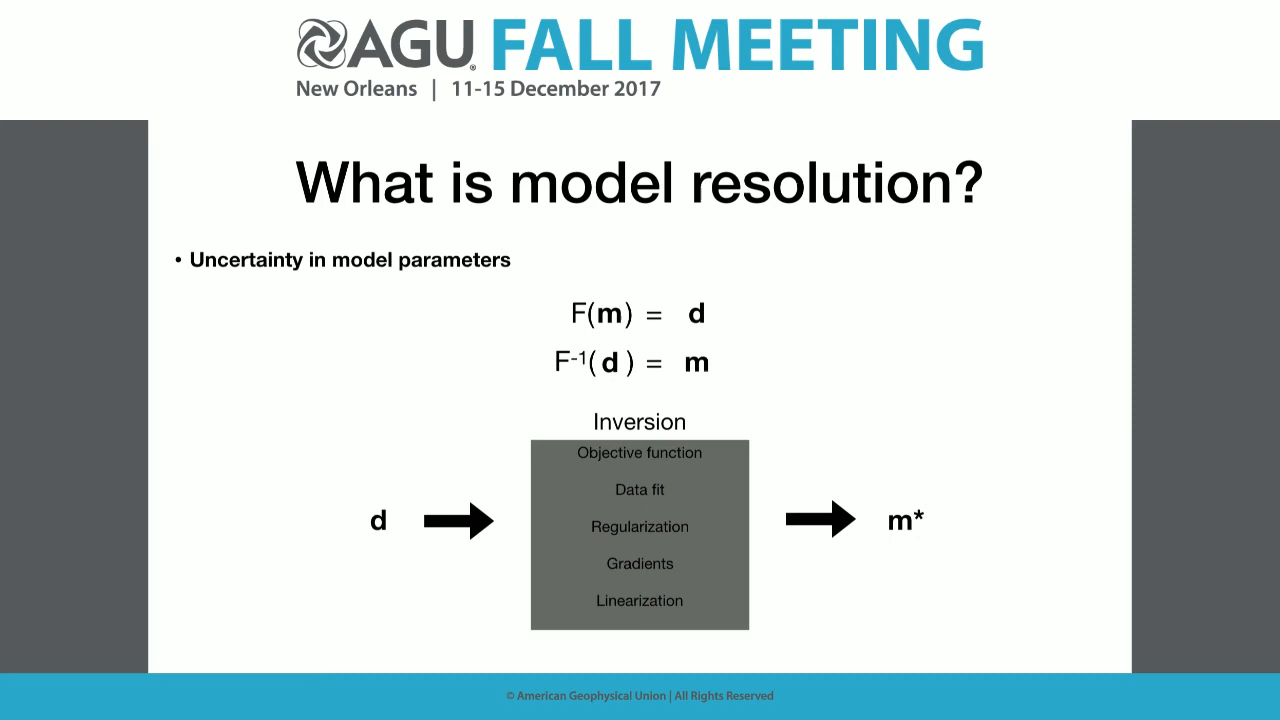 AGU FALL MEETING
New Orleans | 11-15 December 2017
What is model resolution?
• Uncertainty in model parameters
F(m) = d
F-1(d) = m
Inversion
Objective function
Data fit
Regularization
Gradients
Linearization
d
m*
© American Geophysical Union | All Rights Reserved